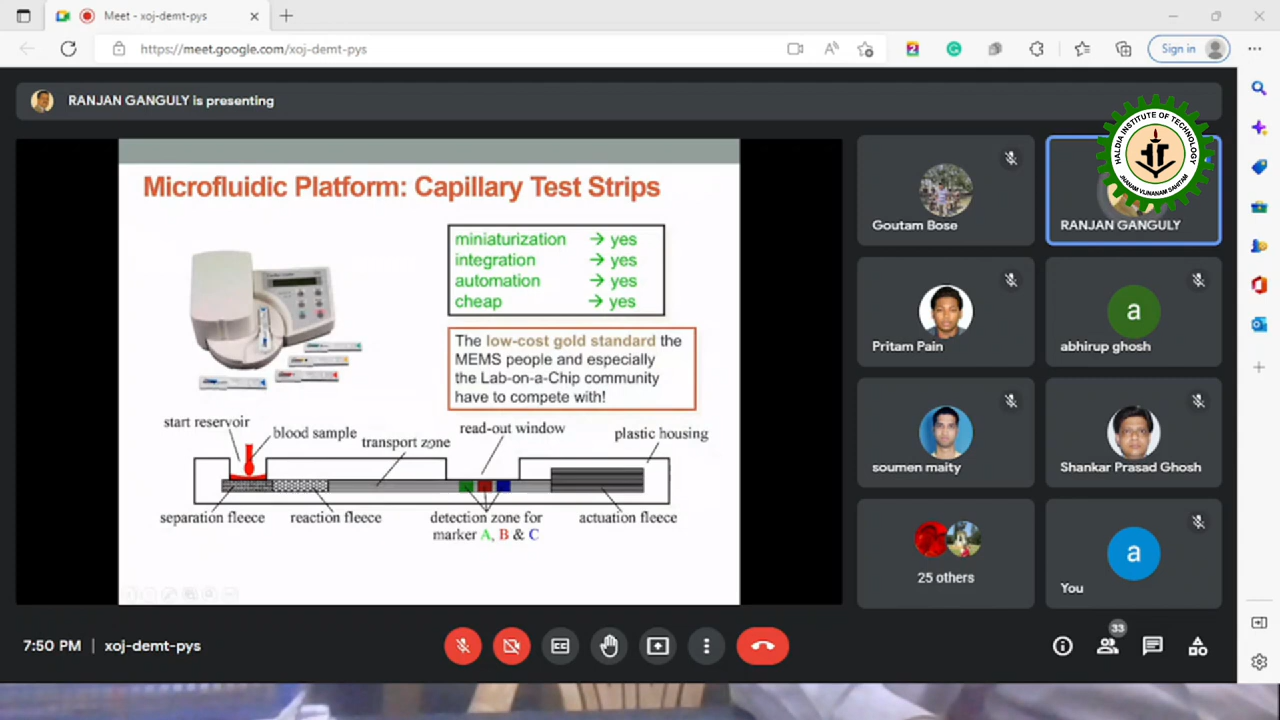 Meet - xoj-demt-pys
https://meet.google.com/xoj-demt-pys
Sign in
RANJAN GANGULY is presenting
HALDIA INSTITUTE OF TECHNOLOGY
Microfluidic Platform: Capillary Test Strips
miniaturization → yes
integration → yes
automation → yes
cheap → yes
The low-cost gold standard the
MEMS people and especially
the Lab-on-a-Chip community
have to compete with!
start reservoir
blood sample
transport zone
read-out window
plastic housing
separation fleece
reaction fleece
detection zone for
marker A, B & C
actuation fleece
Goutam Bose
RANJAN GANGULY
Pritam Pain
a
abhirup ghosh
soumen maity
Shankar Prasad Ghosh
25 others
a
You
7:50 PM | xoj-demt-pys
33